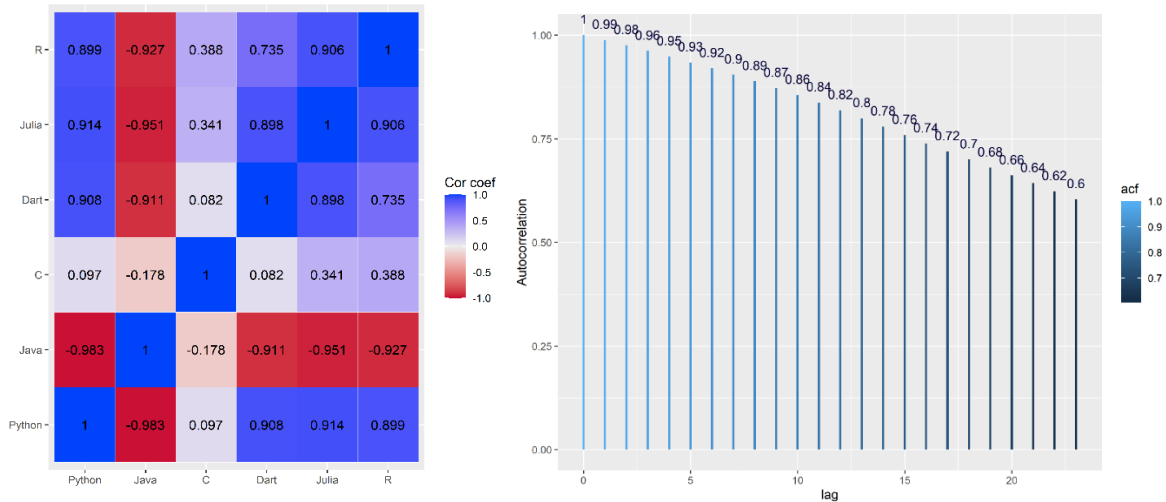 R 0.899 -0.927 0.388 0.735 0.906 1
Julia 0.914 -0.951 0.341 0.898 1 0.906
Dart 0.908 -0.911 0.082 1 0.898 0.735
C 0.097 -0.178 1 0.082 0.341 0.388
Java -0.983 1 -0.178 -0.911 -0.951 -0.927
Python 1 -0.983 0.097 0.908 0.914 0.899
Python Java C Dart Julia R
Cor coef
1.0
0.5
0.0
-0.5
-1.0
Autocorrelation
1.00
0.75
0.50
0.25
0.00
1 0.99 0.98 0.96 0.95 0.93 0.92 0.9 0.89 0.87 0.86 0.84 0.82 0.8 0.78 0.76 0.74 0.72 0.7 0.68 0.66 0.64 0.62 0.6
0 5 10 15 20
lag
acf
1.0
0.9
0.8
0.7